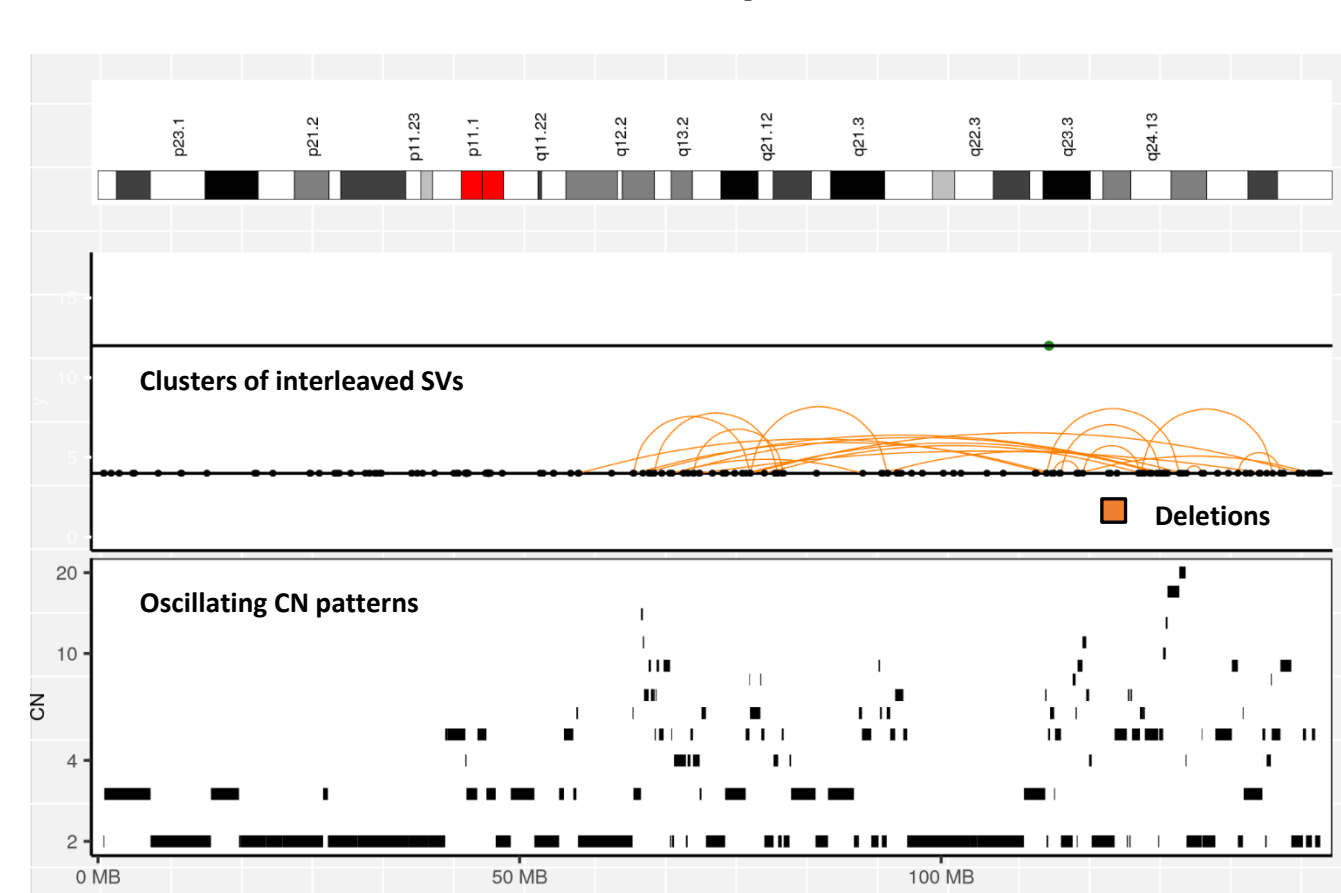 p23.1
p21.2
p11.23
p11.1
q11.22
q12.2
q13.2
q21.12
q21.3
q22.3
q23.3
q24.13
15
Clusters of interleaved SVs
10
y
5
Deletions
0
20
Oscillating CN patterns
10
CN
4
2
0 MB
50 MB
100 MB